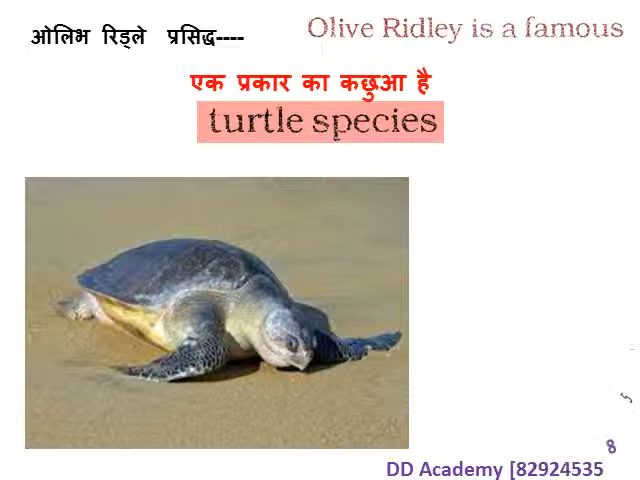 ओलिभ रिड्ले प्रसिद्ध---- Olive Ridley is a famous
एक प्रकार का कछुआ है
turtle species
8
DD Academy [82924535